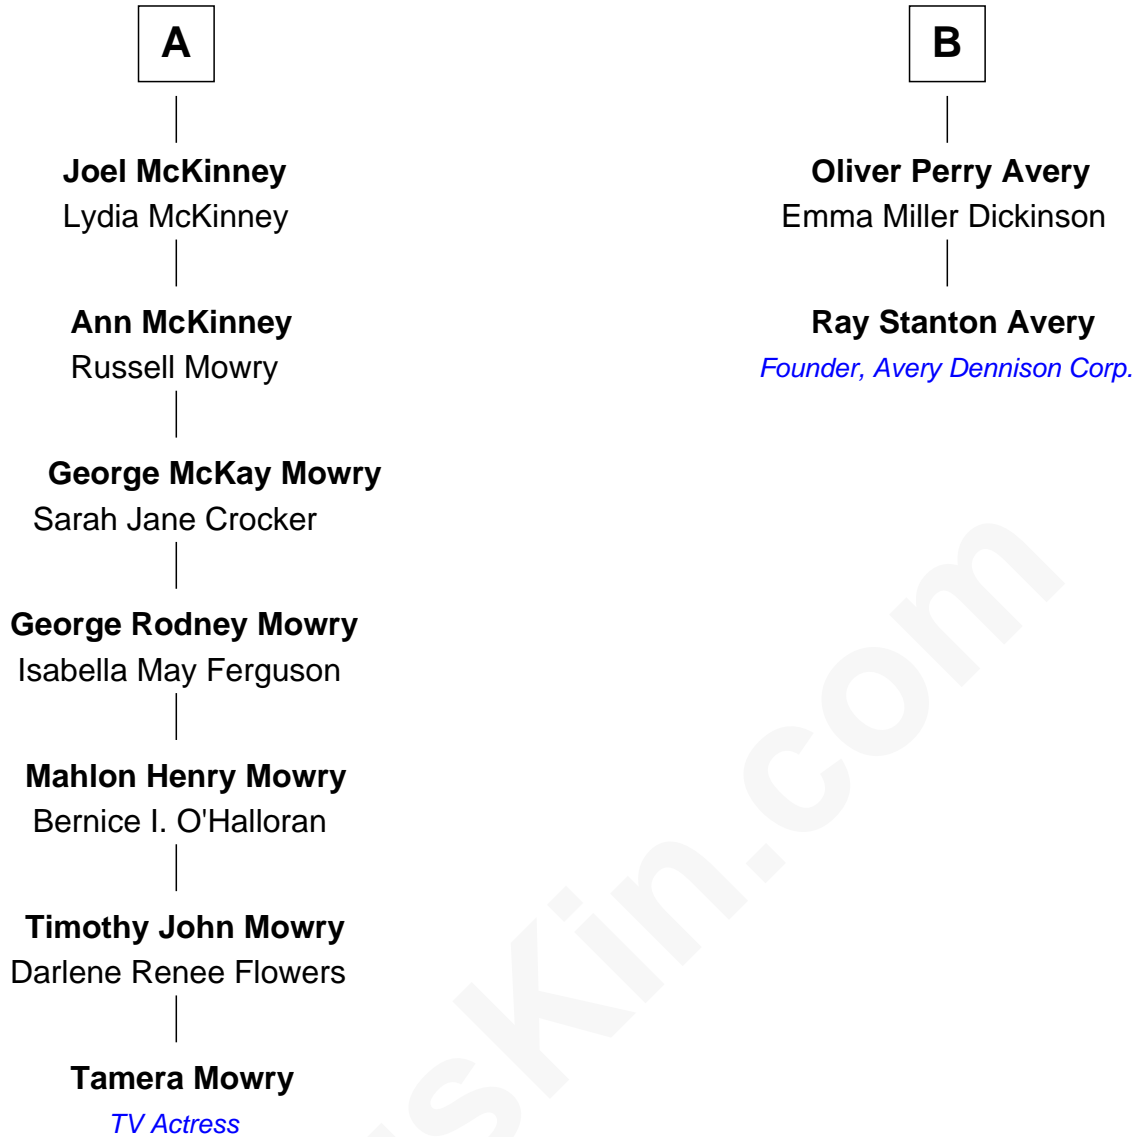 A
Joel McKinney
Lydia McKinney
Ann McKinney
Russell Mowry
George McKay Mowry
Sarah Jane Crocker
George Rodney Mowry
Isabella May Ferguson
Mahlon Henry Mowry
Bernice I. O'Halloran
Timothy John Mowry
Darlene Renee Flowers
Tamera Mowry
TV Actress
B
Oliver Perry Avery
Emma Miller Dickinson
Ray Stanton Avery
Founder, Avery Dennison Corp.
sKin.com